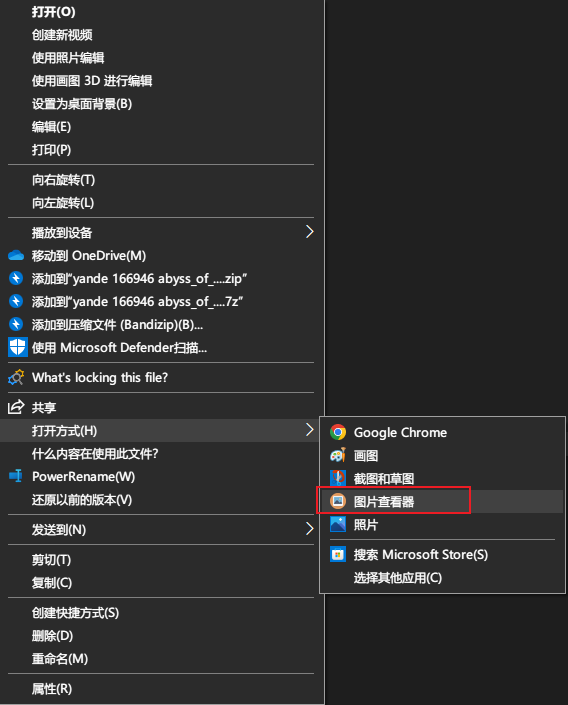 打开(O)
创建新视频
使用照片编辑
使用画图 3D 进行编辑
设置为桌面背景(B)
编辑(E)
打印(P)
向右旋转(T)
向左旋转(L)
播放到设备
移动到 OneDrive(M)
添加到“yande 166946 abyss_of_....zip”
添加到“yande 166946 abyss_of_....7z”
添加到压缩文件 (Bandizip)(B)...
使用 Microsoft Defender扫描...
What's locking this file?
共享
打开方式(H)
什么内容在使用此文件?
PowerRename(W)
还原以前的版本(V)
发送到(N)
剪切(T)
复制(C)
创建快捷方式(S)
删除(D)
重命名(M)
属性(R)
Google Chrome
画图
截图和草图
图片查看器
照片
搜索 Microsoft Store(S)
选择其他应用(C)